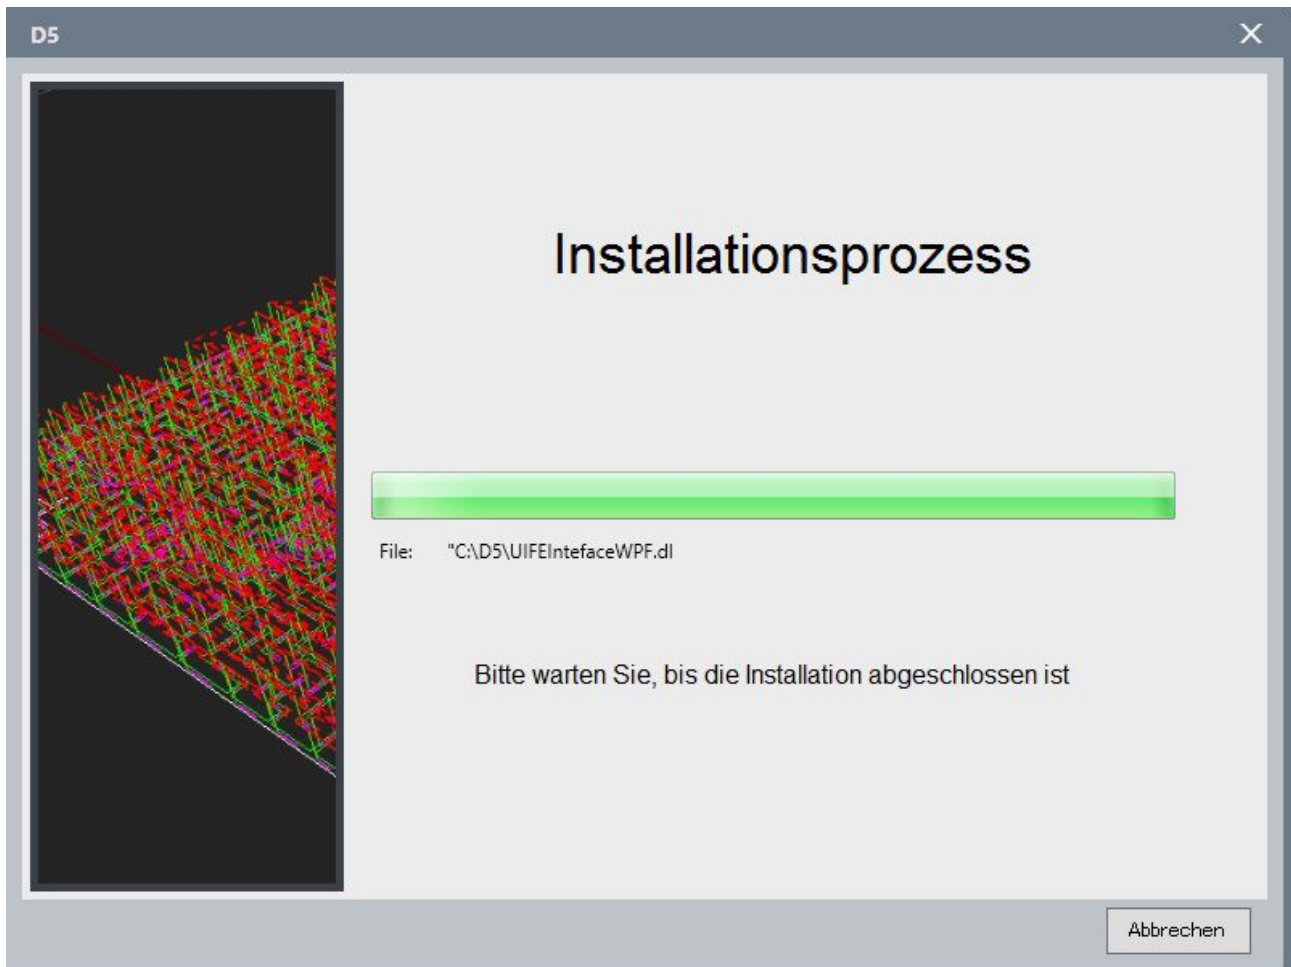 D5
Installationsprozess
File: "C:\D5\UIFEIntefaceWPF.dl
Bitte warten Sie, bis die Installation abgeschlossen ist
Abbrechen